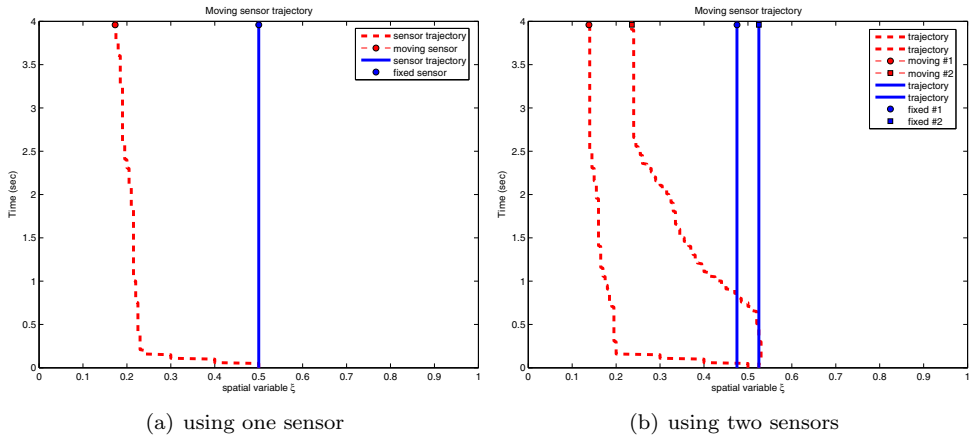 Moving sensor trajectory
4
3.5
3
2.5
2
1.5
1
0.5
0
Time (sec)
0 0.1 0.2 0.3 0.4 0.5 0.6 0.7 0.8 0.9 1
spatial variable ξ
sensor trajectory
moving sensor
sensor trajectory
fixed sensor
(a) using one sensor
Moving sensor trajectory
4
3.5
3
2.5
2
1.5
1
0.5
0
Time (sec)
0 0.1 0.2 0.3 0.4 0.5 0.6 0.7 0.8 0.9 1
spatial variable ξ
trajectory
trajectory
moving #1
moving #2
trajectory
trajectory
fixed #1
fixed #2
(b) using two sensors